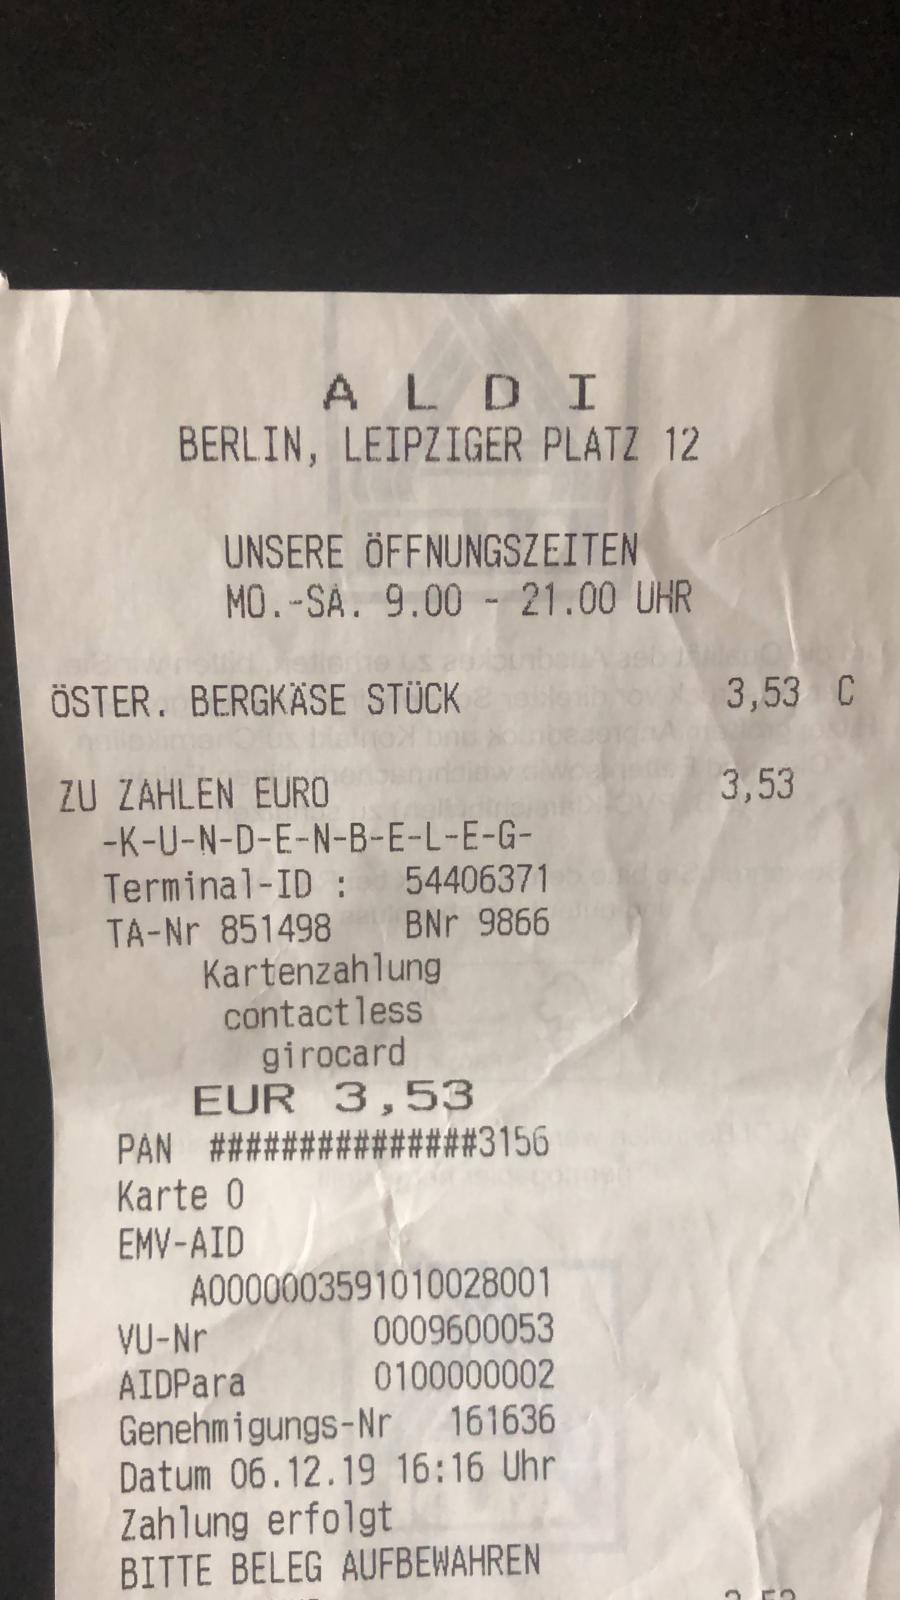 ALDI
BERLIN, LEIPZIGER PLATZ 12
UNSERE ÖFFNUNGSZEITEN
MO.-SA. 9.00 - 21.00 UHR
ÖSTER. BERGKÄSE STÜCK 3,53 C
ZU ZAHLEN EURO 3,53
-K-U-N-D-E-N-B-E-L-E-G-
Terminal-ID : 54406371
TA-Nr 851498 BNr 9866
Kartenzahlung
contactless
girocard
EUR 3,53
PAN ###############3156
Karte 0
EMV-AID
A0000003591010028001
VU-Nr 0009600053
AIDPara 0100000002
Genehmigungs-Nr 161636
Datum 06.12.19 16:16 Uhr
Zahlung erfolgt
BITTE BELEG AUFBEWAHREN